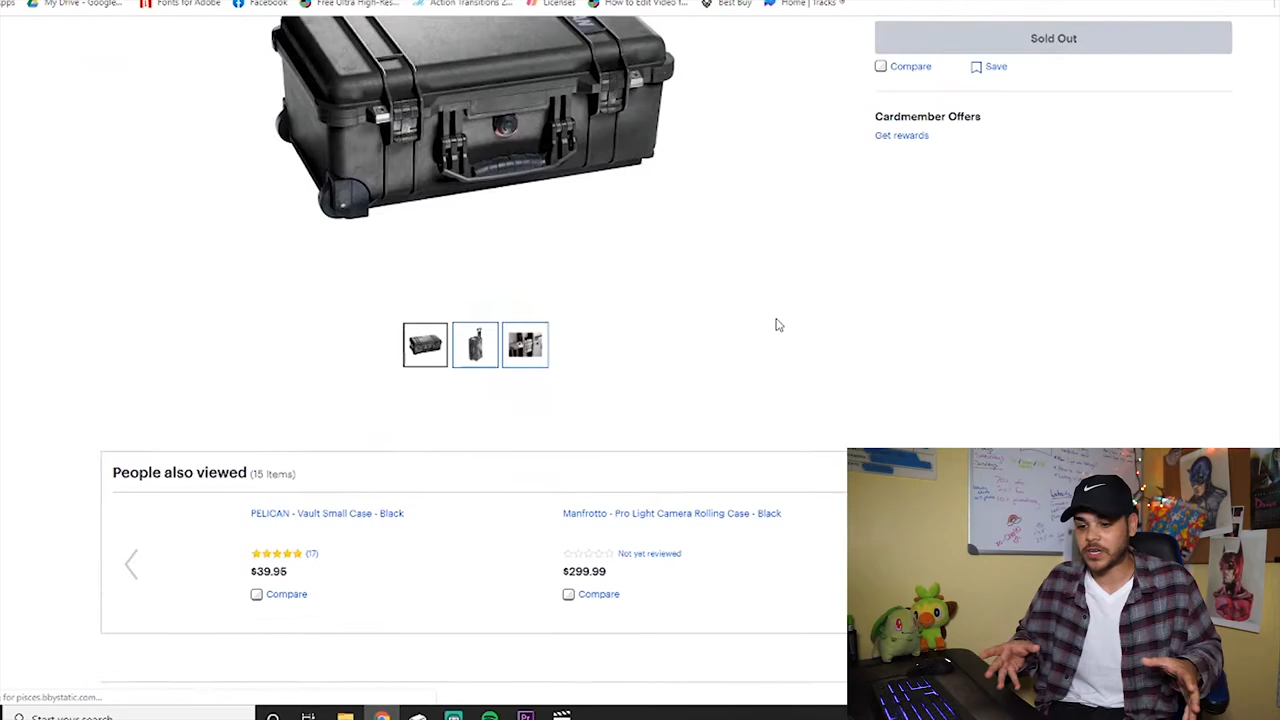 My Drive - Google...
Fonts for Adobe
Facebook
Free Ultra High-Res...
Action Transitions Z...
Licenses
How to Edit Video f...
Best Buy
Home | Tracks
Sold Out
Compare
Save
Cardmember Offers
Get rewards
People also viewed (15 Items)
PELICAN - Vault Small Case - Black
(17)
$39.95
Compare
Manfrotto - Pro Light Camera Rolling Case - Black
Not yet reviewed
$299.99
Compare
for pisces.bbystatic.com...
Start your search
Pr